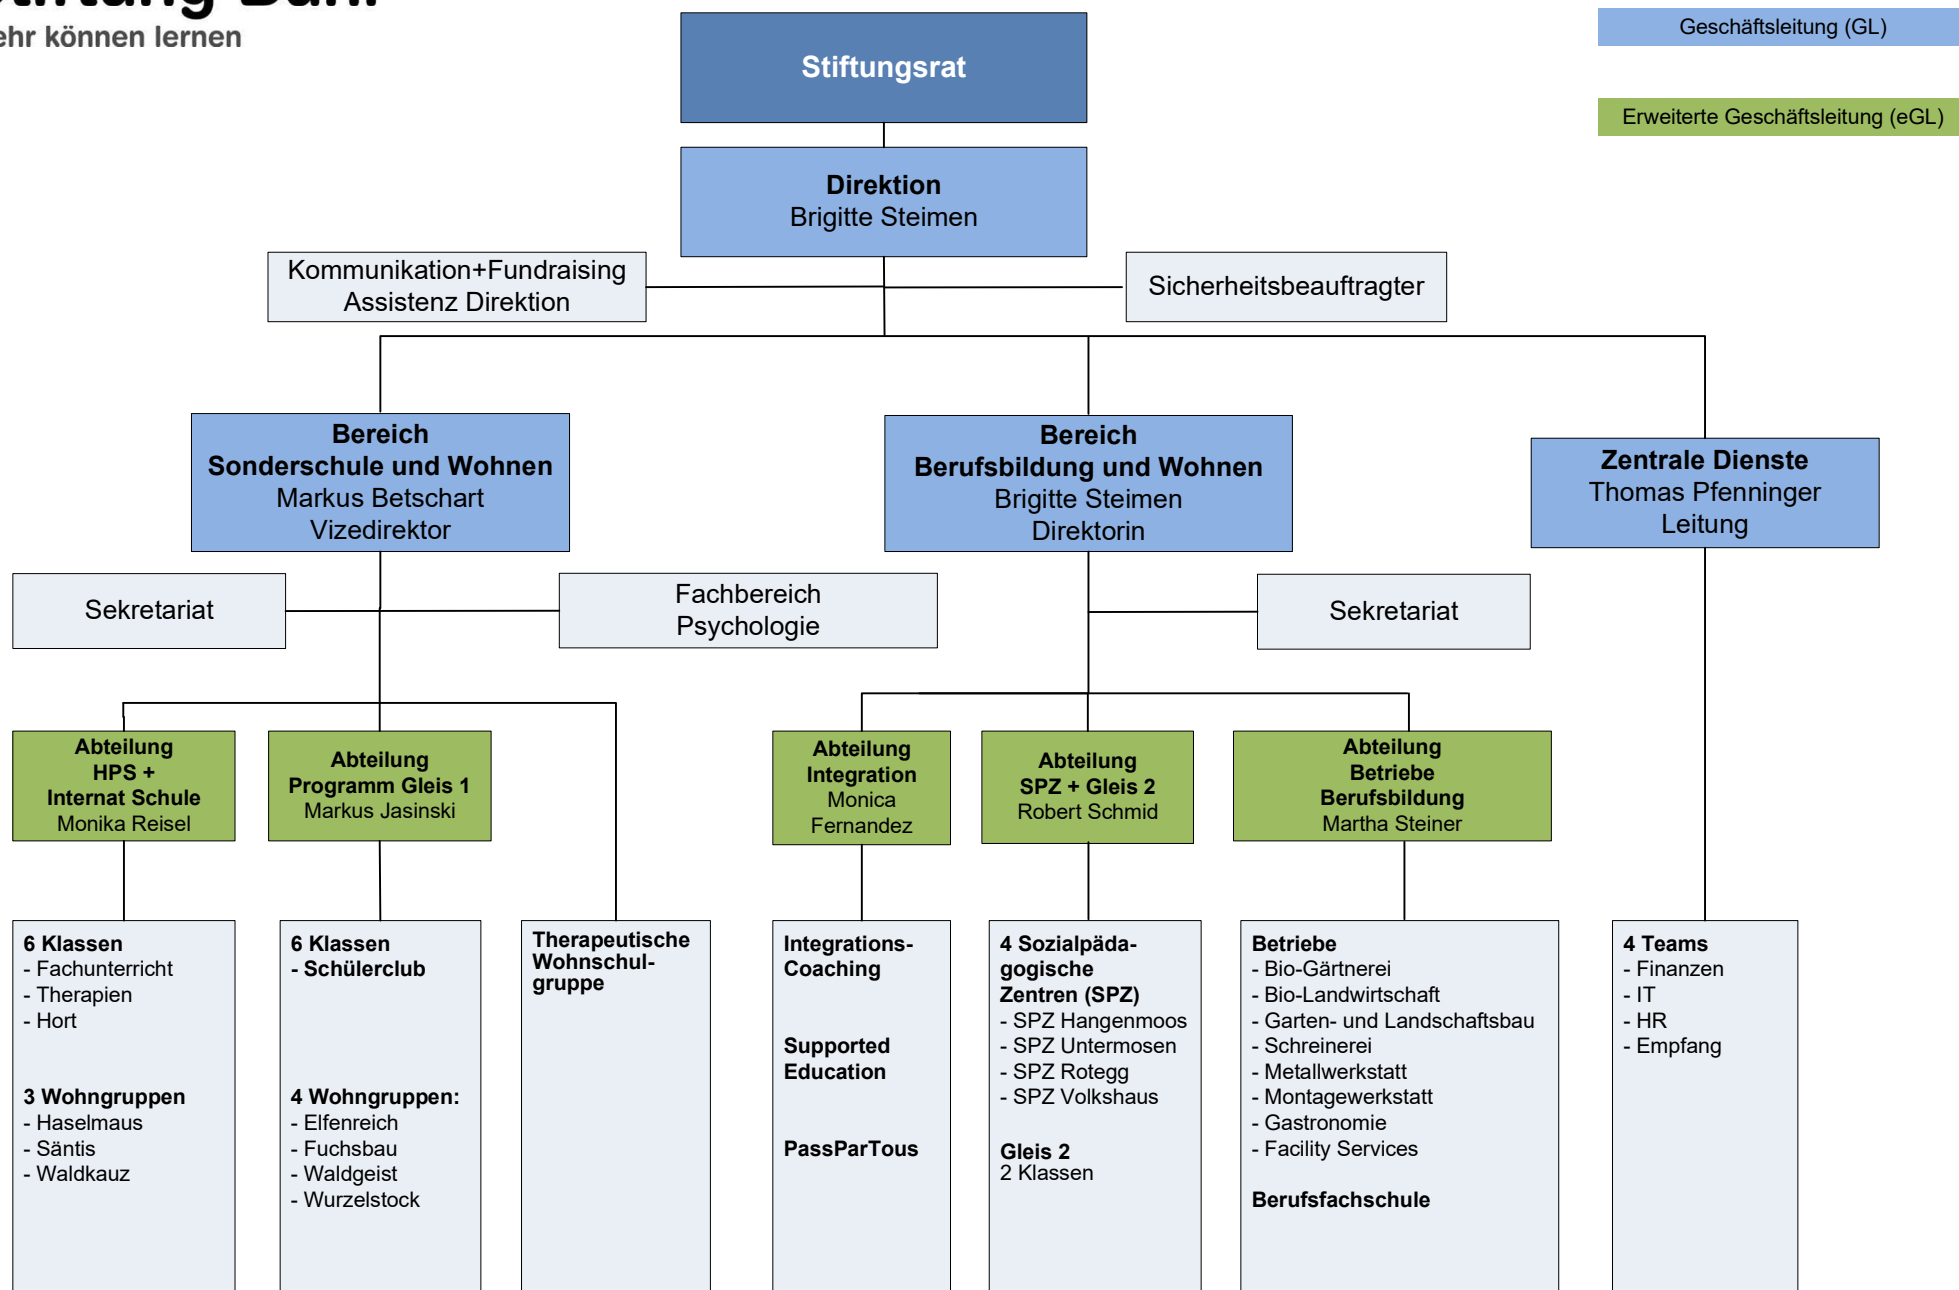 ehr können lernen
Geschäftsleitung (GL)
Erweiterte Geschäftsleitung (eGL)
Stiftungsrat
Direktion
Brigitte Steimen
Kommunikation+Fundraising
Assistenz Direktion
Sicherheitsbeauftragter
Bereich
Sonderschule und Wohnen
Markus Betschart
Vizedirektor
Bereich
Berufsbildung und Wohnen
Brigitte Steimen
Direktorin
Zentrale Dienste
Thomas Pfenninger
Leitung
Sekretariat
Fachbereich
Psychologie
Sekretariat
Abteilung
HPS +
Internat Schule
Monika Reisel
Abteilung
Programm Gleis 1
Markus Jasinski
Abteilung
Integration
Monica
Fernandez
Abteilung
SPZ + Gleis 2
Robert Schmid
Abteilung
Betriebe
Berufsbildung
Martha Steiner
6 Klassen
- Fachunterricht
- Therapien
- Hort
3 Wohngruppen
- Haselmaus
- Säntis
- Waldkauz
6 Klassen
- Schülerclub
4 Wohngruppen:
- Elfenreich
- Fuchsbau
- Waldgeist
- Wurzelstock
Therapeutische
Wohnschul-
gruppe
Integrations-
Coaching
Supported
Education
PassParTous
4 Sozialpäda-
gogische
Zentren (SPZ)
- SPZ Hangenmoos
- SPZ Untermosen
- SPZ Rotegg
- SPZ Volkshaus
Gleis 2
2 Klassen
Betriebe
- Bio-Gärtnerei
- Bio-Landwirtschaft
- Garten- und Landschaftsbau
- Schreinerei
- Metallwerkstatt
- Montagewerkstatt
- Gastronomie
- Facility Services
Berufsfachschule
4 Teams
- Finanzen
- IT
- HR
- Empfang